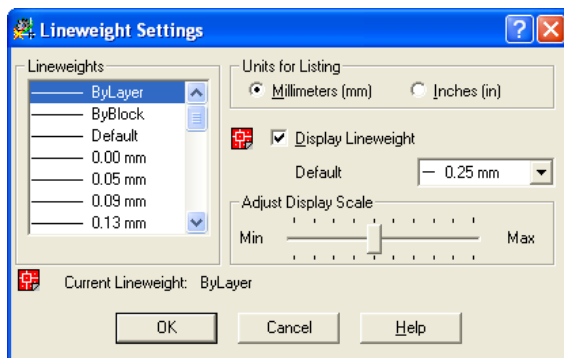 Lineweight Settings
Lineweights
ByLayer
ByBlock
Default
0.00 mm
0.05 mm
0.09 mm
0.13 mm
Units for Listing
Millimeters (mm)
Inches (in)
Display Lineweight
Default
0.25 mm
Adjust Display Scale
Min
Max
Current Lineweight: ByLayer
OK
Cancel
Help